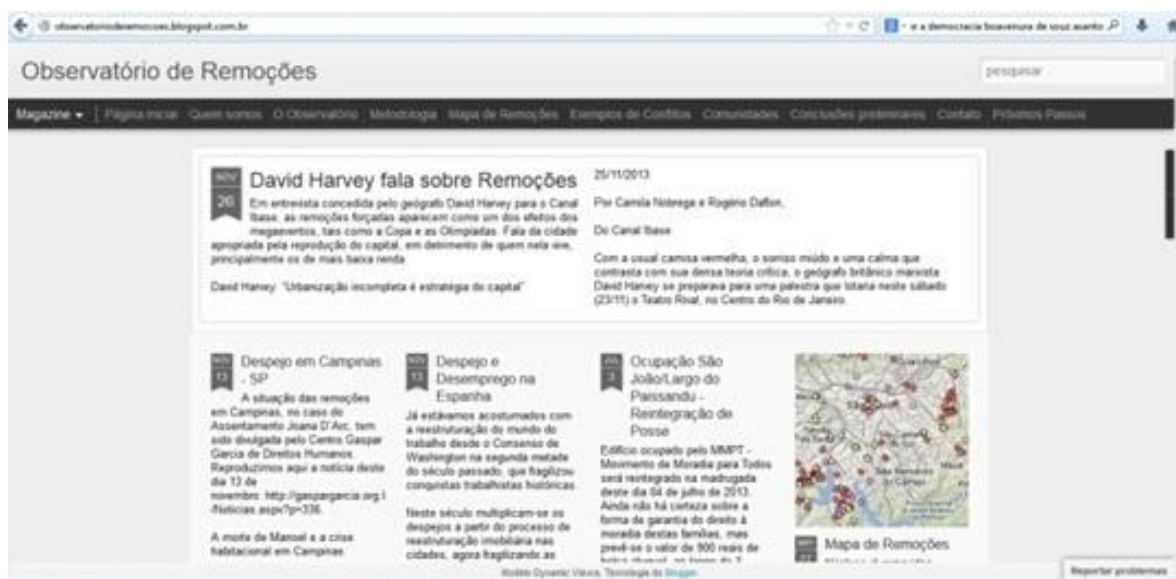 observatorioderemocoes.blogspot.com.br
Observatório de Remoções
pesquisar
Magazine Página inicial Quem somos O Observatório Metodologia Mapa de Remoções Exemplos de Conflitos Comunidades Conclusões preliminares Contato Próximos Passos
NOV
26
David Harvey fala sobre Remoções
Em entrevista concedida pelo geógrafo David Harvey para o Canal
Ibase, as remoções forçadas aparecem como um dos efeitos dos
megaeventos, tais como a Copa e as Olimpíadas. Fala da cidade
apropriada pela reprodução do capital, em detrimento de quem nela vive,
principalmente os de mais baixa renda
David Harvey: "Urbanização incompleta é estratégia do capital"
25/11/2013
Por Camila Nobrega e Rogério Daflon,
Do Canal Ibase
Com a usual camisa vermelha, o sorriso miúdo e uma calma que
contrasta com sua densa teoria crítica, o geógrafo britânico marxista
David Harvey se preparava para uma palestra que lotaria neste sábado
(23/11) o Teatro Rival, no Centro do Rio de Janeiro.
NOV
13
Despejo em Campinas
- SP
A situação das remoções
em Campinas, no caso do
Assentamento Joana D'Arc, tem
sido divulgada pelo Centro Gaspar
Garcia de Direitos Humanos.
Reproduzimos aqui a notícia deste
dia 13 de
novembro: http://gaspargarcia.org.
/Noticias.aspx?p=336.
A morte de Manoel e a crise
habitacional em Campinas
NOV
13
Despejo e
Desemprego na
Espanha
Já estávamos acostumados com
a reestruturação do mundo do
trabalho desde o Consenso de
Washington na segunda metade
do século passado, que fragilizou
conquistas trabalhistas históricas.
Neste século multiplicam-se os
despejos a partir do processo de
reestruturação imobiliária nas
cidades, agora fragilizando as
3
Ocupação São
João/Largo do
Paissandu -
Reintegração de
Posse
Edifício ocupado pelo MMPT -
Movimento de Moradia para Todos
será reintegrado na madrugada
deste dia 04 de julho de 2013.
Ainda não há certeza sobre a
forma de garantia do direito à
moradia destas famílias, mas
prevê-se o valor de 900 reais de
Mapa de Remoções
Modelo Dynamic Views. Tecnologia do Blogger
Reportar problemas